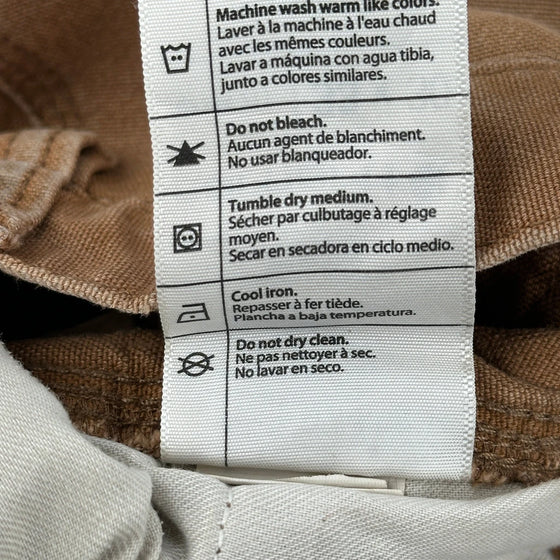 Machine wash warm like colors.
Laver à la machine à l'eau chaud
avec les mêmes couleurs.
Lavar a máquina con agua tibia,
junto a colores similares.
Do not bleach.
Aucun agent de blanchiment.
No usar blanqueador.
Tumble dry medium.
Sécher par culbutage à réglage
moyen.
Secar en secadora en ciclo medio.
Cool iron.
Repasser à fer tiède.
Plancha a baja temperatura.
Do not dry clean.
Ne pas nettoyer à sec.
No lavar en seco.